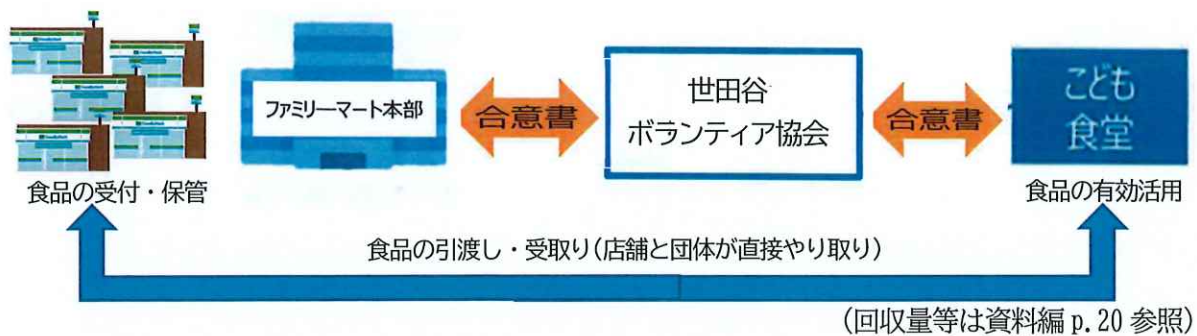 ファミリーマート本部
合意書
世田谷
ボランティア協会
合意書
こども
食堂
食品の受付・保管
食品の有効活用
食品の引渡し・受取り(店舗と団体が直接やり取り)
(回収量等は資料編 p.20 参照)